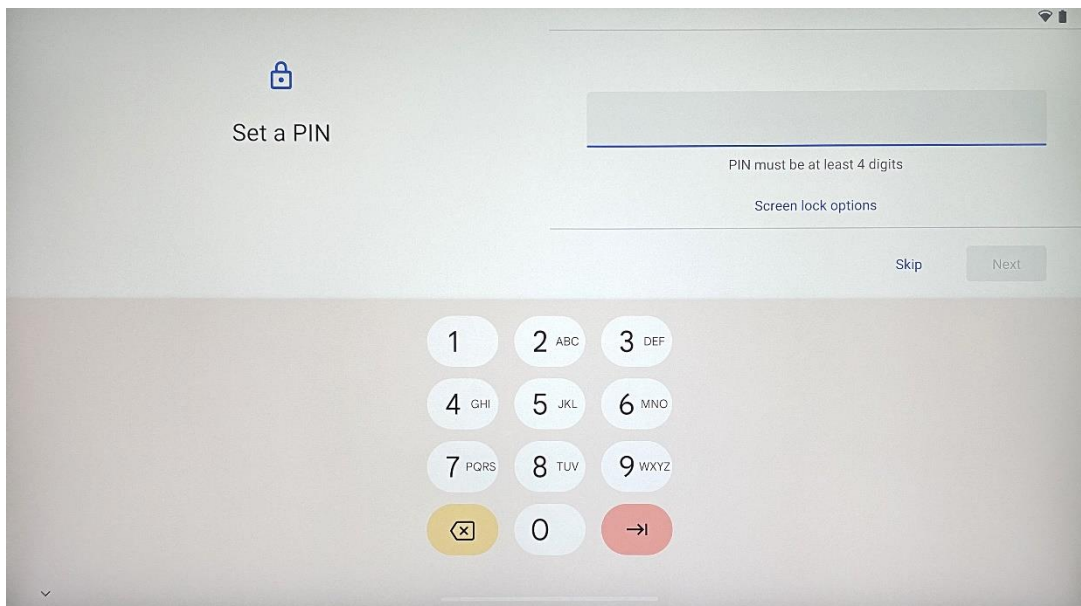 Set a PIN
PIN must be at least 4 digits
Screen lock options
Skip
Next
1
2 ABC
3 DEF
4 GHI
5 JKL
6 MNO
7 PQRS
8 TUV
9 WXYZ
0